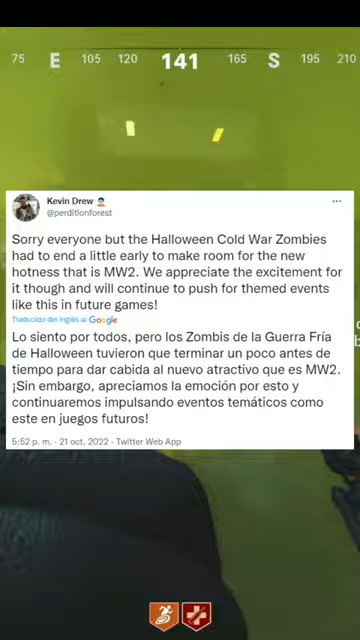 75 E 105 120 141 165 S 195 210
Kevin Drew
@perditionforest
Sorry everyone but the Halloween Cold War Zombies
had to end a little early to make room for the new
hotness that is MW2. We appreciate the excitement for
it though and will continue to push for themed events
like this in future games!
Traducido del inglés al Google
Lo siento por todos, pero los Zombis de la Guerra Fría
de Halloween tuvieron que terminar un poco antes de
tiempo para dar cabida al nuevo atractivo que es MW2.
¡Sin embargo, apreciamos la emoción por esto y
continuaremos impulsando eventos temáticos como
este en juegos futuros!
5:52 p. m. · 21 oct. 2022 · Twitter Web App